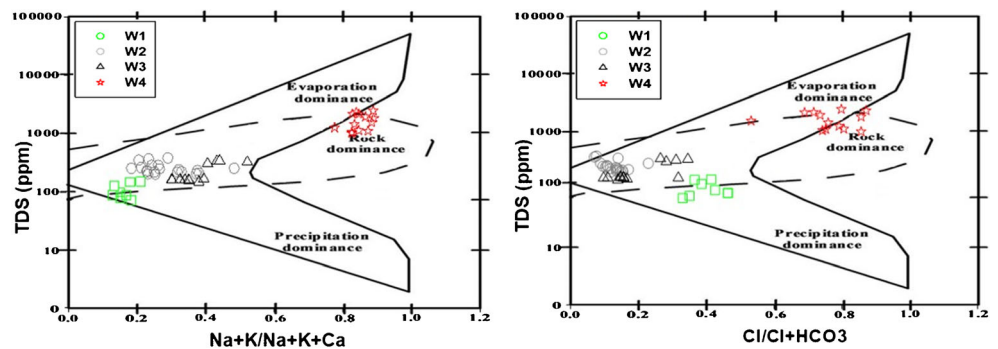 100000
10000
1000
100
10
0
TDS (ppm)
W1
W2
W3
W4
Evaporation
dominance
Rock
dominance
Precipitation
dominance
0.0 0.2 0.4 0.6 0.8 1.0 1.2
Na+K/Na+K+Ca
100000
10000
1000
100
10
0
TDS (ppm)
W1
W2
W3
W4
Evaporation
dominance
Rock
dominance
Precipitation
dominance
0.0 0.2 0.4 0.6 0.8 1.0 1.2
Cl/Cl+HCO3